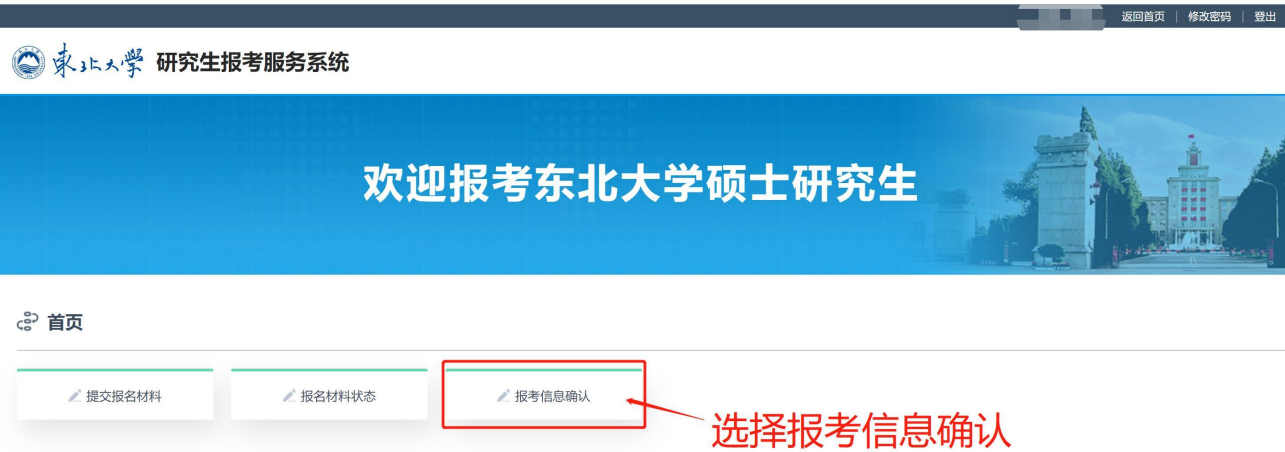 返回首页 | 修改密码 | 登出
東北大學 研究生报考服务系统
欢迎报考东北大学硕士研究生
首页
提交报名材料
报名材料状态
报考信息确认
选择报考信息确认